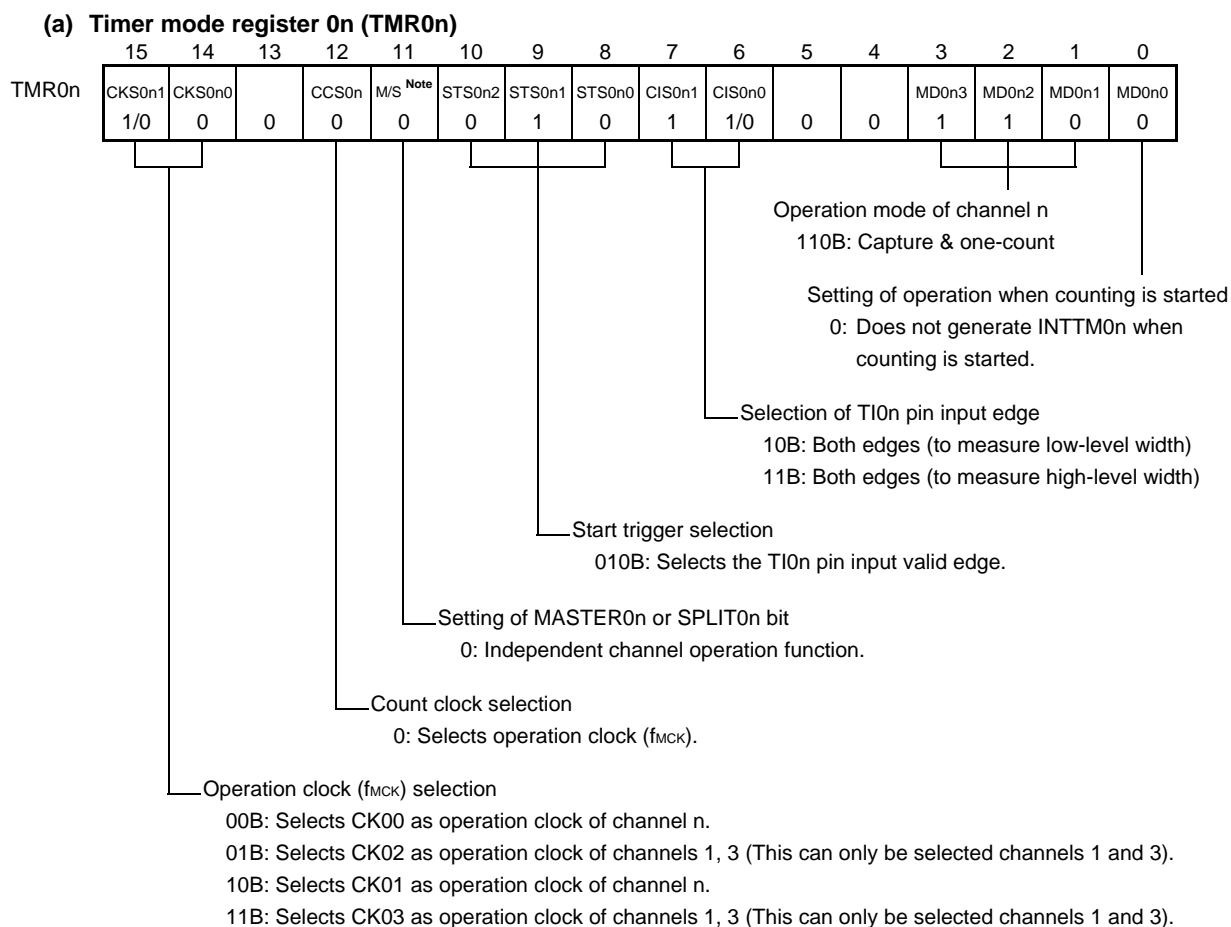 (a) Timer mode register 0n (TMR0n)
15 14 13 12 11 10 9 8 7 6 5 4 3 2 1 0
TMR0n CKS0n1 CKS0n0 CCS0n M/S Note STS0n2 STS0n1 STS0n0 CIS0n1 CIS0n0 MD0n3 MD0n2 MD0n1 MD0n0
1/0 0 0 0 0 0 1 0 1 1/0 0 0 1 1 0 0
Operation mode of channel n
110B: Capture & one-count
Setting of operation when counting is started
0: Does not generate INTTM0n when
counting is started.
Selection of TI0n pin input edge
10B: Both edges (to measure low-level width)
11B: Both edges (to measure high-level width)
Start trigger selection
010B: Selects the TI0n pin input valid edge.
Setting of MASTER0n or SPLIT0n bit
0: Independent channel operation function.
Count clock selection
0: Selects operation clock (fMCK).
Operation clock (fMCK) selection
00B: Selects CK00 as operation clock of channel n.
01B: Selects CK02 as operation clock of channels 1, 3 (This can only be selected channels 1 and 3).
10B: Selects CK01 as operation clock of channel n.
11B: Selects CK03 as operation clock of channels 1, 3 (This can only be selected channels 1 and 3).